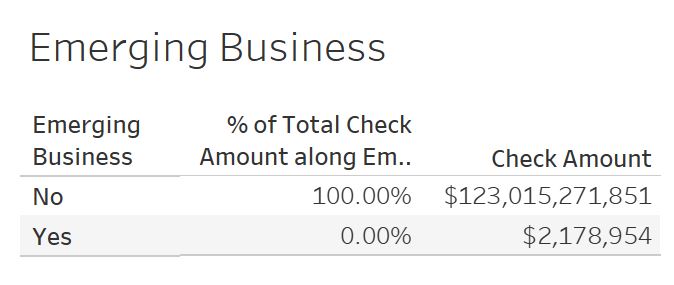 Emerging Business
Emerging Business % of Total Check Amount along Em.. Check Amount
No 100.00% $123,015,271,851
Yes 0.00% $2,178,954